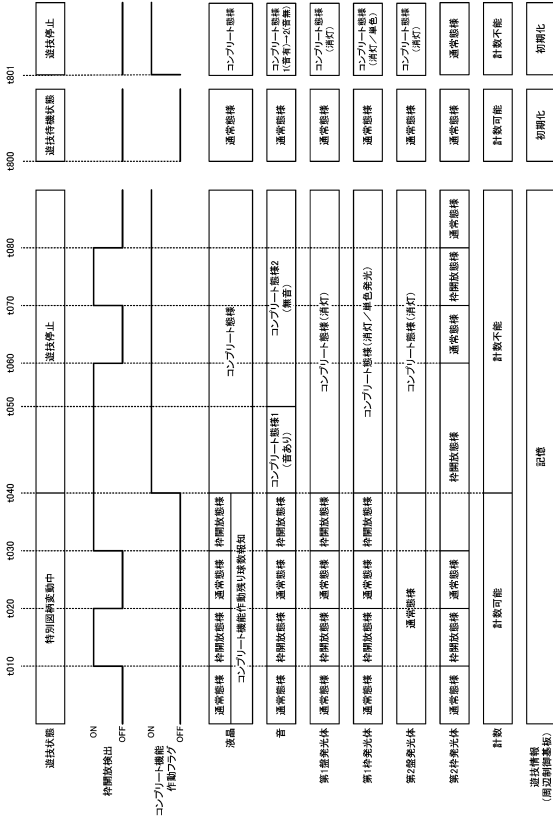 t010 t020 t030 t040 t050 t060 t070 t080 t800 t801
遊技状態 特別図柄変動中 遊技停止 遊技待機状態 遊技停止
枠開放検出 ON
OFF
コンプリート機能
作動フラグ
ON
OFF
液晶 通常態様 枠開放態様 通常態様 枠開放態様 コンプリート態様 通常態様 コンプリート態様
コンプリート機能作動残り球数報知
音 通常態様 枠開放態様 通常態様 枠開放態様 コンプリート態様1
(音あり)
コンプリート態様2
(無音)
通常態様 コンプリート態様
1(音有)→2(音無)
第1盤発光体 通常態様 枠開放態様 通常態様 枠開放態様 コンプリート態様(消灯) 通常態様 コンプリート態様
(消灯)
第1枠発光体 通常態様 枠開放態様 通常態様 枠開放態様 コンプリート態様(消灯/単色発光) 通常態様 コンプリート態様
(消灯/単色)
第2盤発光体 通常態様 コンプリート態様(消灯) 通常態様 コンプリート態様
(消灯)
第2枠発光体 通常態様 枠開放態様 通常態様 枠開放態様 通常態様 枠開放態様 通常態様 通常態様 通常態様
計数 計数可能 計数不能 計数可能 計数不能
遊技情報
(周辺制御基板)
記憶 初期化 初期化